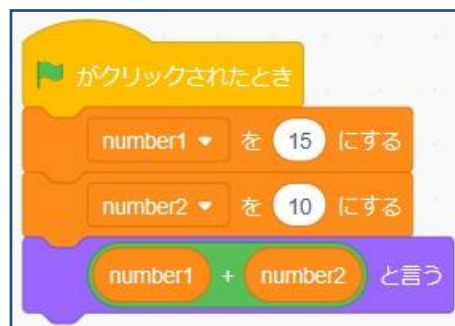 がクリックされたとき
number1 を 15 にする
number2 を 10 にする
number1 + number2 と言う